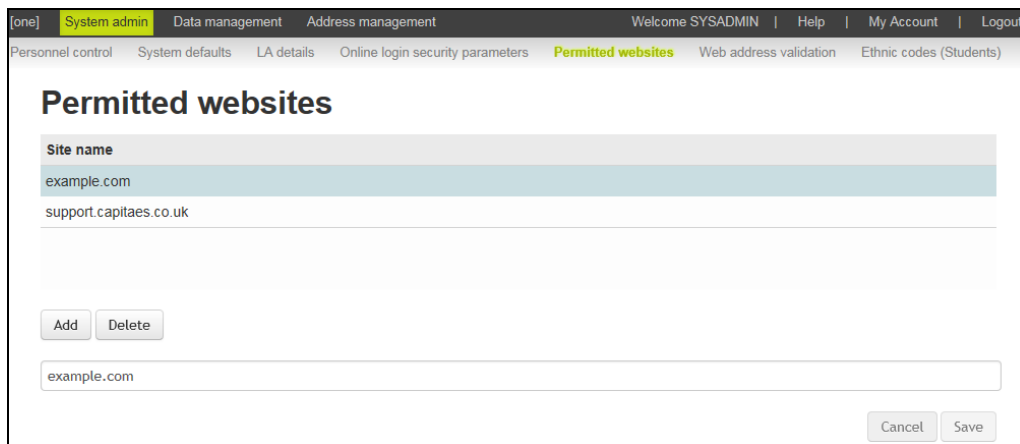 [one] System admin Data management Address management Welcome SYSADMIN | Help | My Account | Logout
Personnel control System defaults LA details Online login security parameters Permitted websites Web address validation Ethnic codes (Students)
Permitted websites
Site name
example.com
support.capitaes.co.uk
Add Delete
example.com
Cancel Save